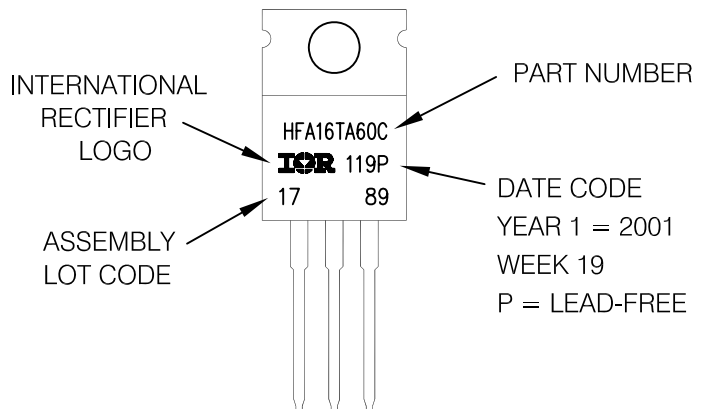 INTERNATIONAL
RECTIFIER
LOGO
ASSEMBLY
LOT CODE
HFA16TA60C
IOR 119P
17 89
PART NUMBER
DATE CODE
YEAR 1 = 2001
WEEK 19
P = LEAD-FREE